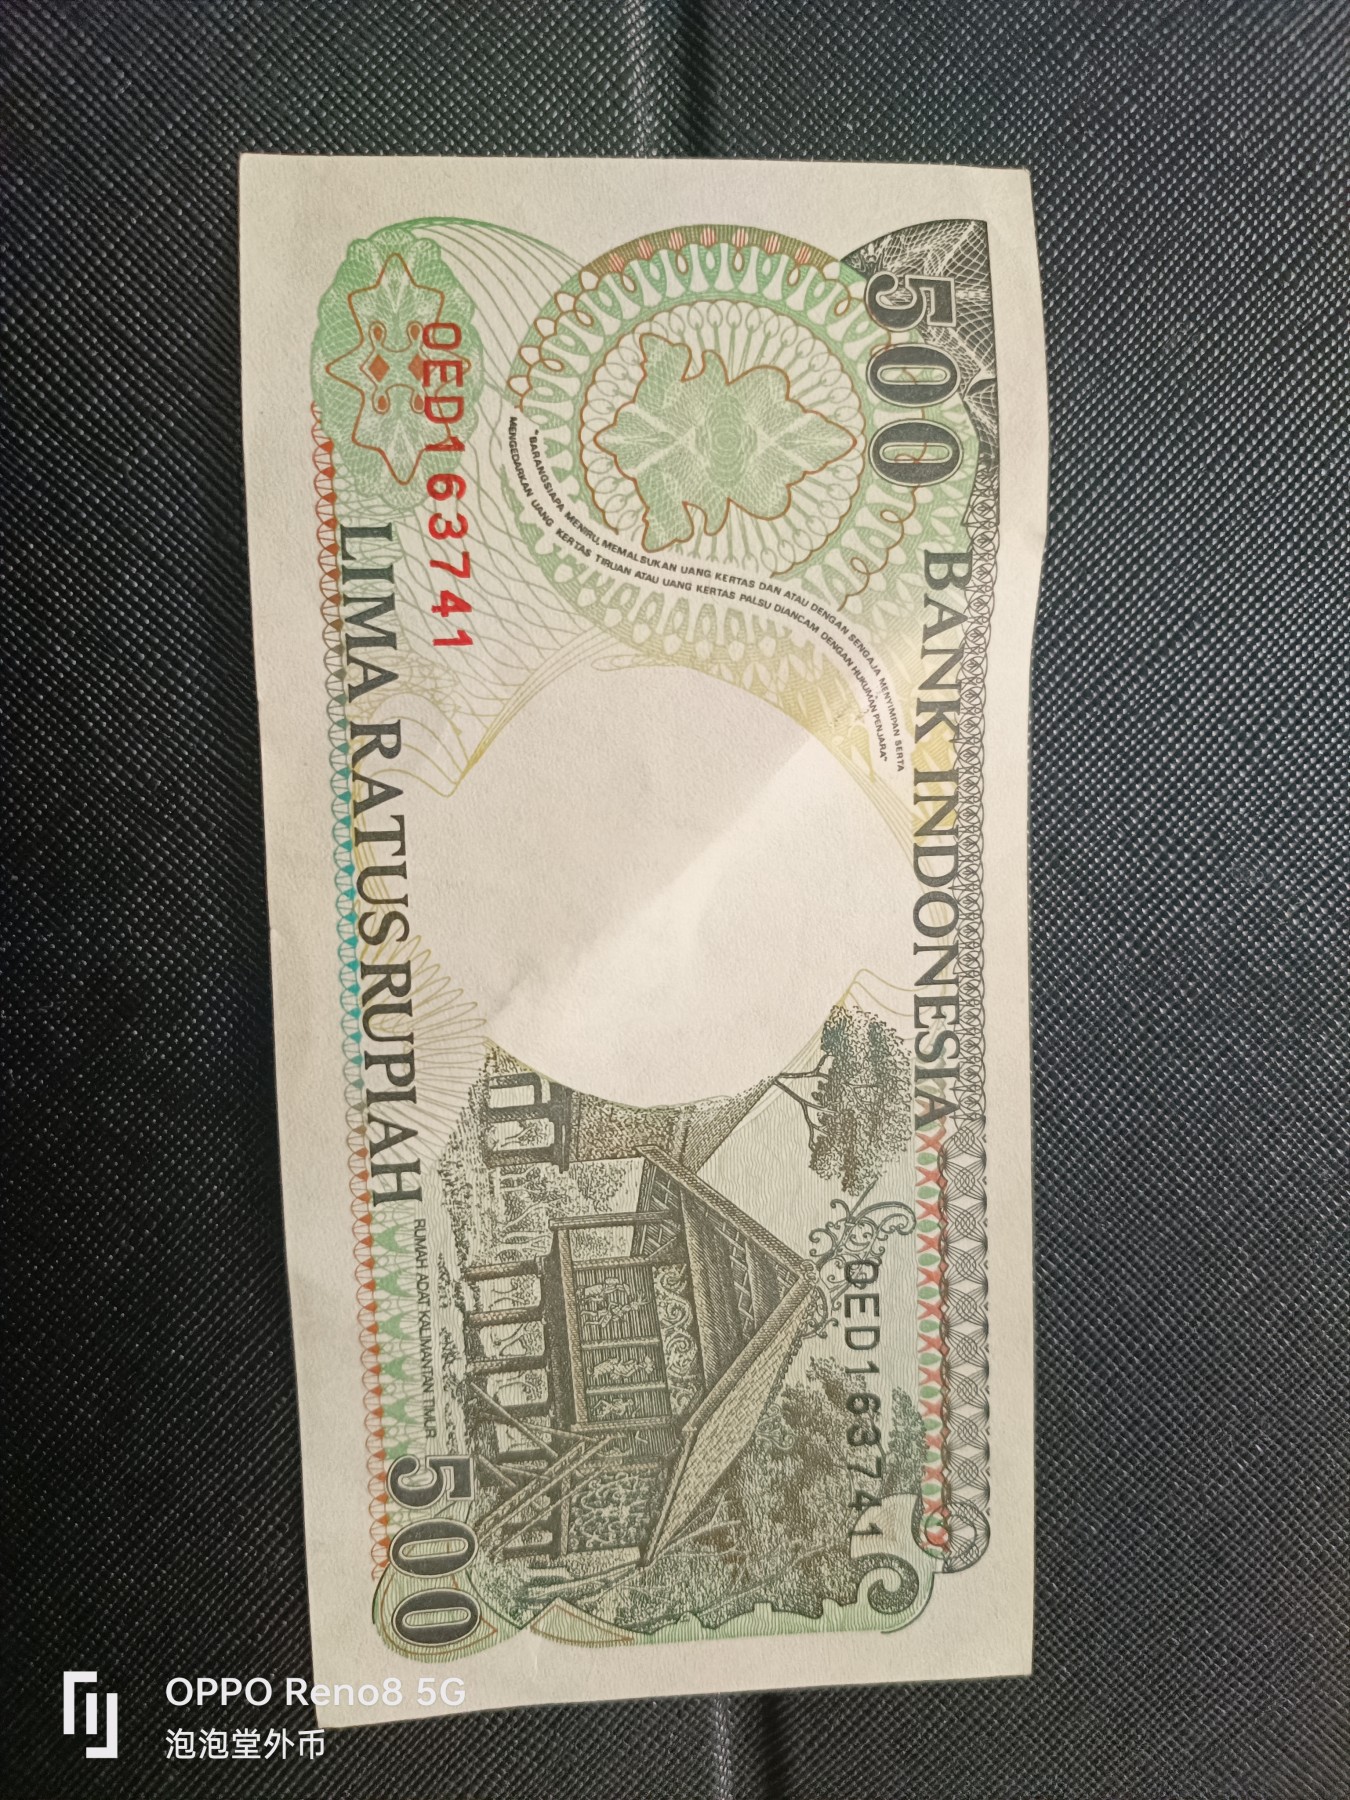 500
BANK INDONESIA
"BARANGSIAPA MENIRU, MEMALSUKAN UANG KERTAS DAN ATAU DENGAN SENGAJA MENYIMPAN SERTA
MENGEDARKAN UANG KERTAS TIRUAN ATAU UANG KERTAS PALSU DIANCAM DENGAN HUKUMAN PENJARA"
OED163741
OED163741
LIMA RATUS RUPIAH
RUMAH ADAT KALIMANTAN TIMUR
500
OPPO Reno8 5G
泡泡堂外币